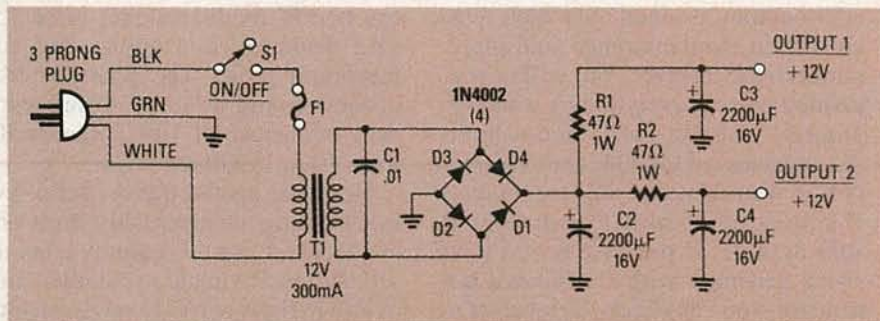 3 PRONG
PLUG
BLK
S1
ON/OFF
GRN
F1
WHITE
T1
12V
300mA
C1
.01
1N4002
(4)
D3
D4
D2
D1
R1
47Ω
1W
R2
47Ω
1W
+
C2
2200µF
16V
+
C3
2200µF
16V
+
C4
2200µF
16V
OUTPUT 1
+12V
OUTPUT 2
+12V